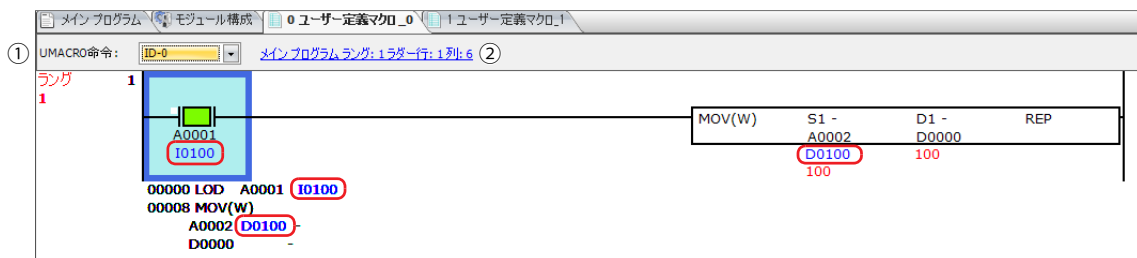 メイン プログラム モジュール構成 0 ユーザー定義マクロ_0 1 ユーザー定義マクロ_1
① UMACRO命令: ID-0 メイン プログラム ラング: 1 ラダー行: 1 列: 6 ②
ラング 1
1
MOV(W) S1 - D1 - REP
A0001 A0002 D0000
I0100 D0100 100
100
00000 LOD A0001 I0100
00008 MOV(W)
A0002 D0100 -
D0000 -